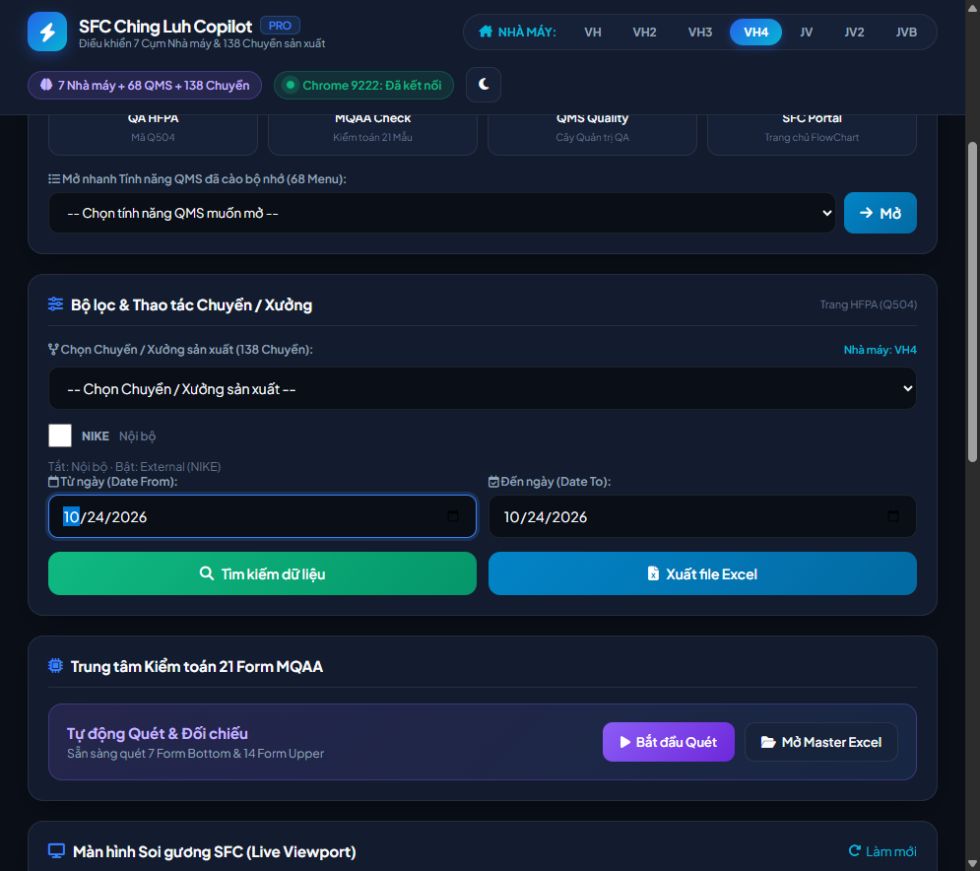 SFC Ching Luh Copilot PRO
Điều khiển 7 Cụm Nhà máy & 138 Chuyền sản xuất
NHÀ MÁY: VH VH2 VH3 VH4 JV JV2 JVB
7 Nhà máy + 68 QMS + 138 Chuyền
Chrome 9222: Đã kết nối
QA HFPA
Mã Q504
MQAA Check
Kiểm toán 21 Mẫu
QMS Quality
Cây Quản trị QA
SFC Portal
Trang chủ FlowChart
Mở nhanh Tính năng QMS đã cào bộ nhớ (68 Menu):
-- Chọn tính năng QMS muốn mở --
Mở
Bộ lọc & Thao tác Chuyền / Xưởng
Trang HFPA (Q504)
Chọn Chuyền / Xưởng sản xuất (138 Chuyền):
Nhà máy: VH4
-- Chọn Chuyền / Xưởng sản xuất --
NIKE Nội bộ
Tắt: Nội bộ · Bật: External (NIKE)
Từ ngày (Date From):
Đến ngày (Date To):
10/24/2026
10/24/2026
Tìm kiếm dữ liệu
Xuất file Excel
Trung tâm Kiểm toán 21 Form MQAA
Tự động Quét & Đối chiếu
Sẵn sàng quét 7 Form Bottom & 14 Form Upper
Bắt đầu Quét
Mở Master Excel
Màn hình Soi gương SFC (Live Viewport)
Làm mới